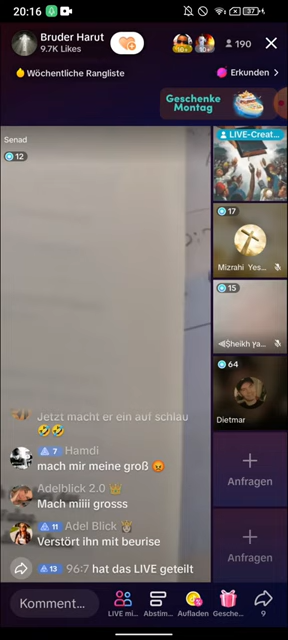 20:16
37
Bruder Harut
9.7K Likes
10+
10+
190
Wöchentliche Rangliste
Erkunden >
Geschenke
Montag
Senad
12
LIVE-Creat...
17
Mizrahi Yes...
15
64
Dietmar
Jetzt macht er ein auf schlau
🤣🤣
7 Hamdi
mach mir meine groß 😡
Adelblick 2.0
Mach miiii grosss
11 Adel Blick
Verstört ihn mit beurise
13 96:7 hat das LIVE geteilt
+
Anfragen
+
Anfragen
Komment...
LIVE mi...
Abstim...
Aufladen
Gesche...
9